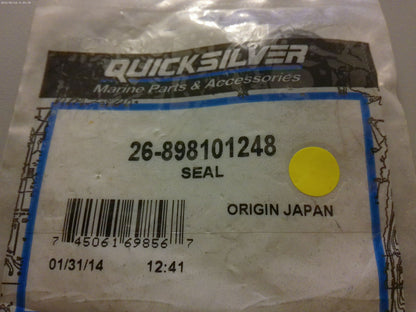 QUICKSILVER
Marine Parts & Accessories
26-898101248
SEAL
ORIGIN JAPAN
7 45061 69856 7
01/31/14 12:41